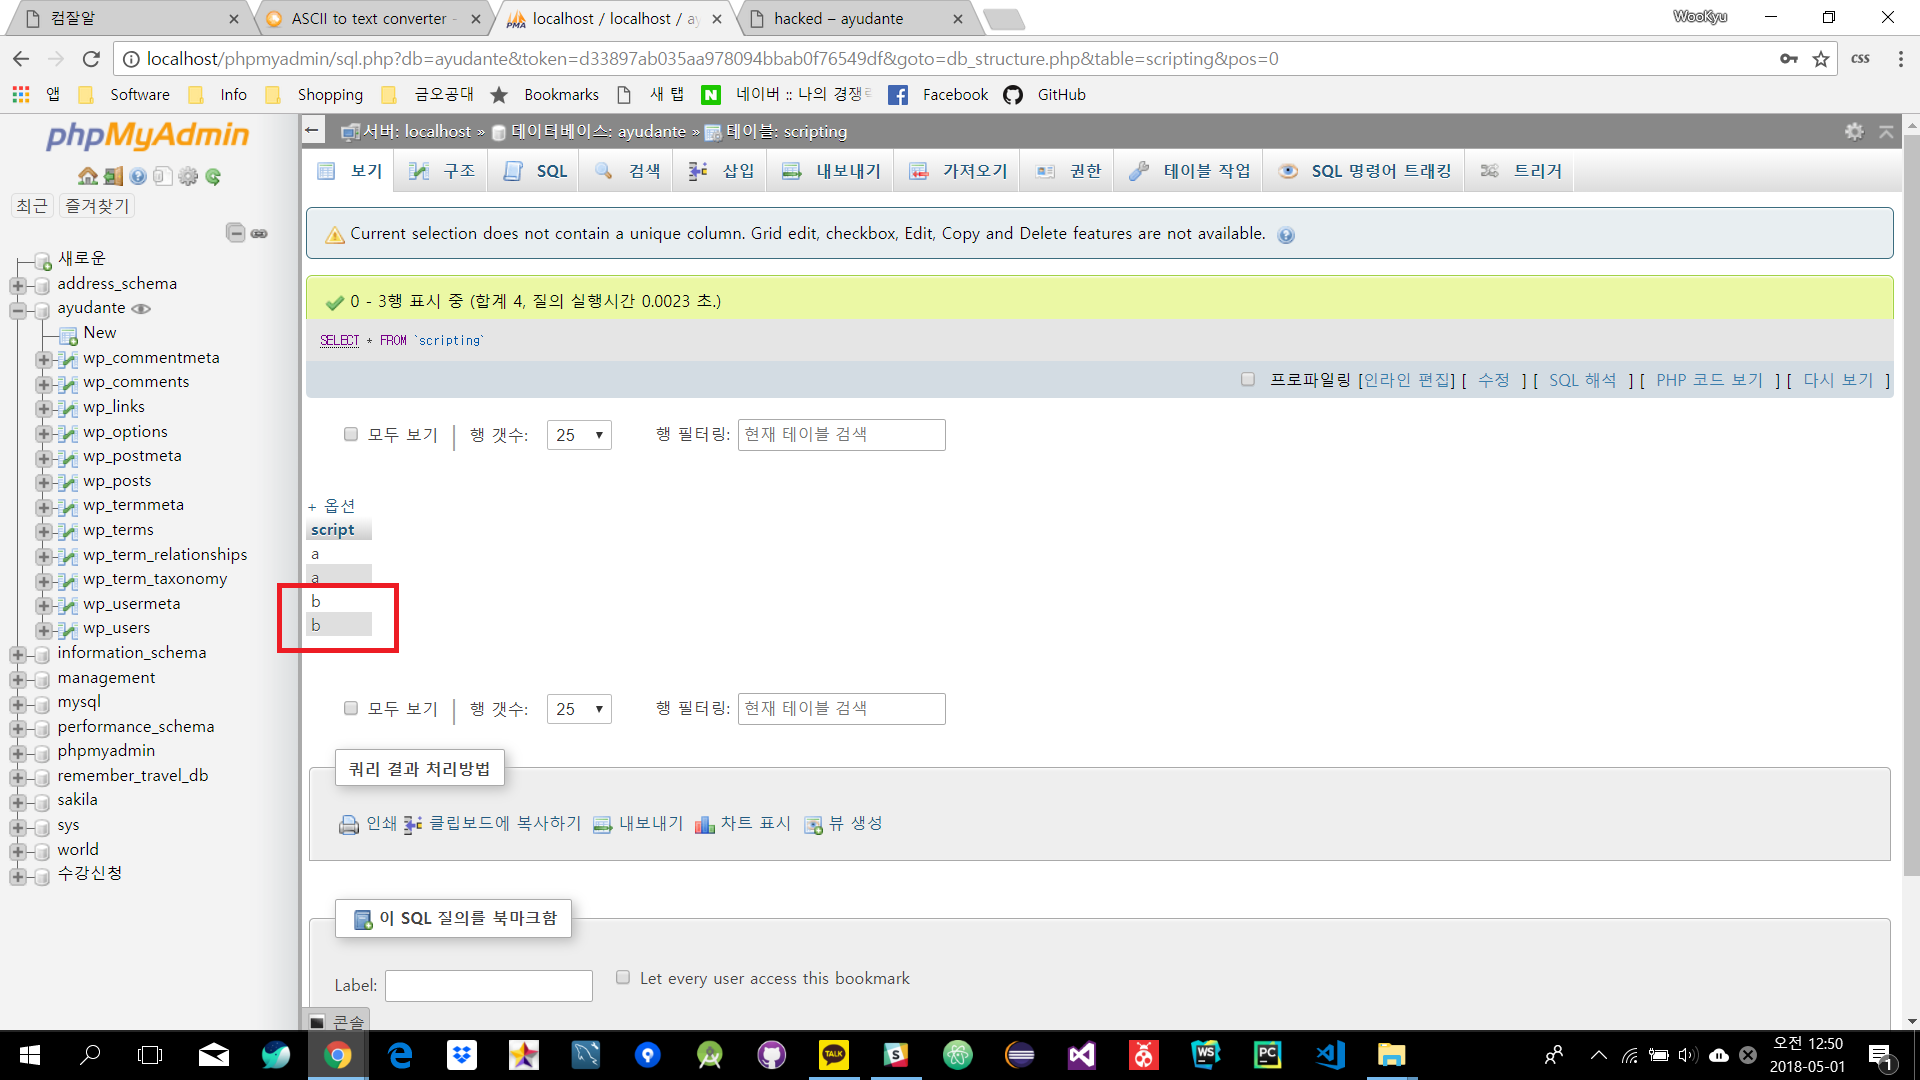 컴잘알
ASCII to text converter -
localhost / localhost / ay
hacked – ayudante
WooKyu
localhost/phpmyadmin/sql.php?db=ayudante&token=d33897ab035aa978094bbab0f76549df&goto=db_structure.php&table=scripting&pos=0
css
앱
Software
Info
Shopping
금오공대
Bookmarks
새 탭
N
네이버 :: 나의 경쟁
Facebook
GitHub
phpMyAdmin
최근
즐겨찾기
새로운
address_schema
ayudante
New
wp_commentmeta
wp_comments
wp_links
wp_options
wp_postmeta
wp_posts
wp_termmeta
wp_terms
wp_term_relationships
wp_term_taxonomy
wp_usermeta
wp_users
information_schema
management
mysql
performance_schema
phpmyadmin
remember_travel_db
sakila
sys
world
수강신청
서버: localhost » 데이터베이스: ayudante » 테이블: scripting
보기
구조
SQL
검색
삽입
내보내기
가져오기
권한
테이블 작업
SQL 명령어 트래킹
트리거
Current selection does not contain a unique column. Grid edit, checkbox, Edit, Copy and Delete features are not available.
0 - 3행 표시 중 (합계 4, 질의 실행시간 0.0023 초.)
SELECT * FROM `scripting`
프로파일링 [인라인 편집] [ 수정 ] [ SQL 해석 ] [ PHP 코드 보기 ] [ 다시 보기 ]
모두 보기 | 행 갯수: 25 행 필터링: 현재 테이블 검색
+ 옵션
script
a
a
b
b
모두 보기 | 행 갯수: 25 행 필터링: 현재 테이블 검색
쿼리 결과 처리방법
인쇄 클립보드에 복사하기 내보내기 차트 표시 뷰 생성
이 SQL 질의를 북마크함
Label:
Let every user access this bookmark
콘솔
TALK
S
WS
PC
오전 12:50
2018-05-01
1